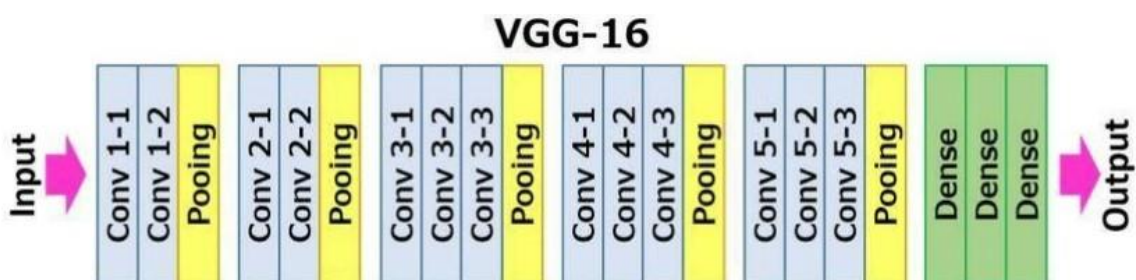 VGG-16
Input
Conv 1-1
Conv 1-2
Pooing
Conv 2-1
Conv 2-2
Pooing
Conv 3-1
Conv 3-2
Conv 3-3
Pooing
Conv 4-1
Conv 4-2
Conv 4-3
Pooing
Conv 5-1
Conv 5-2
Conv 5-3
Pooing
Dense
Dense
Dense
Output